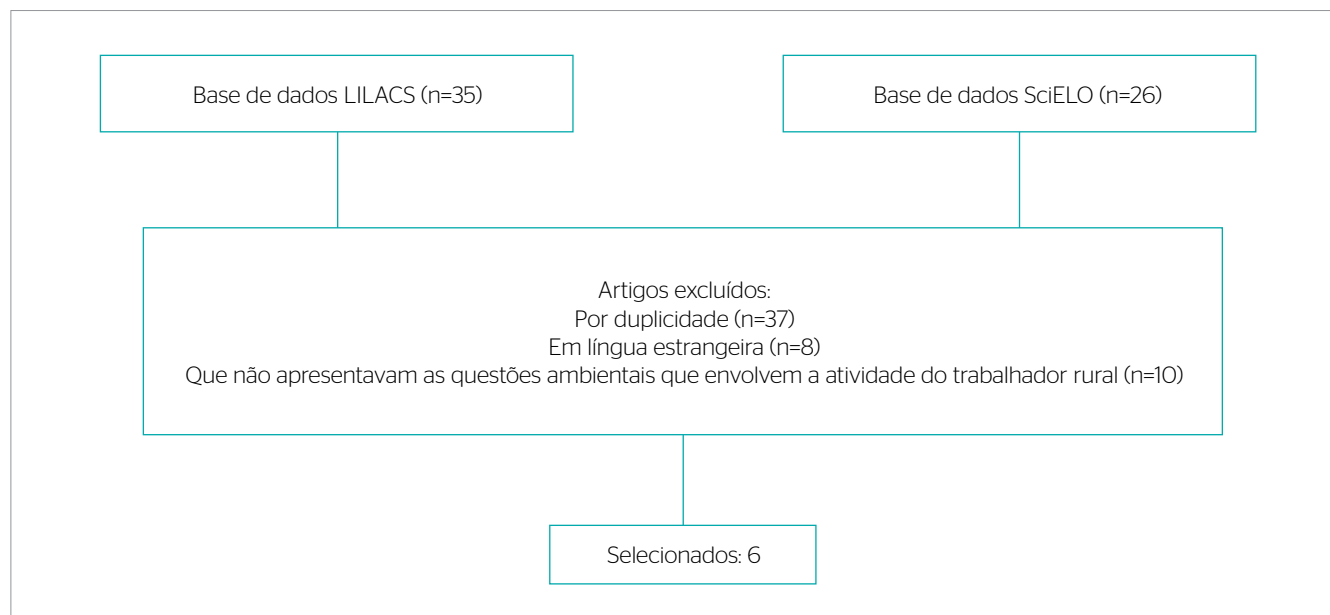 Base de dados LILACS (n=35)
Base de dados SciELO (n=26)
Artigos excluídos:
Por duplicidade (n=37)
Em língua estrangeira (n=8)
Que não apresentavam as questões ambientais que envolvem a atividade do trabalhador rural (n=10)
Selecionados: 6